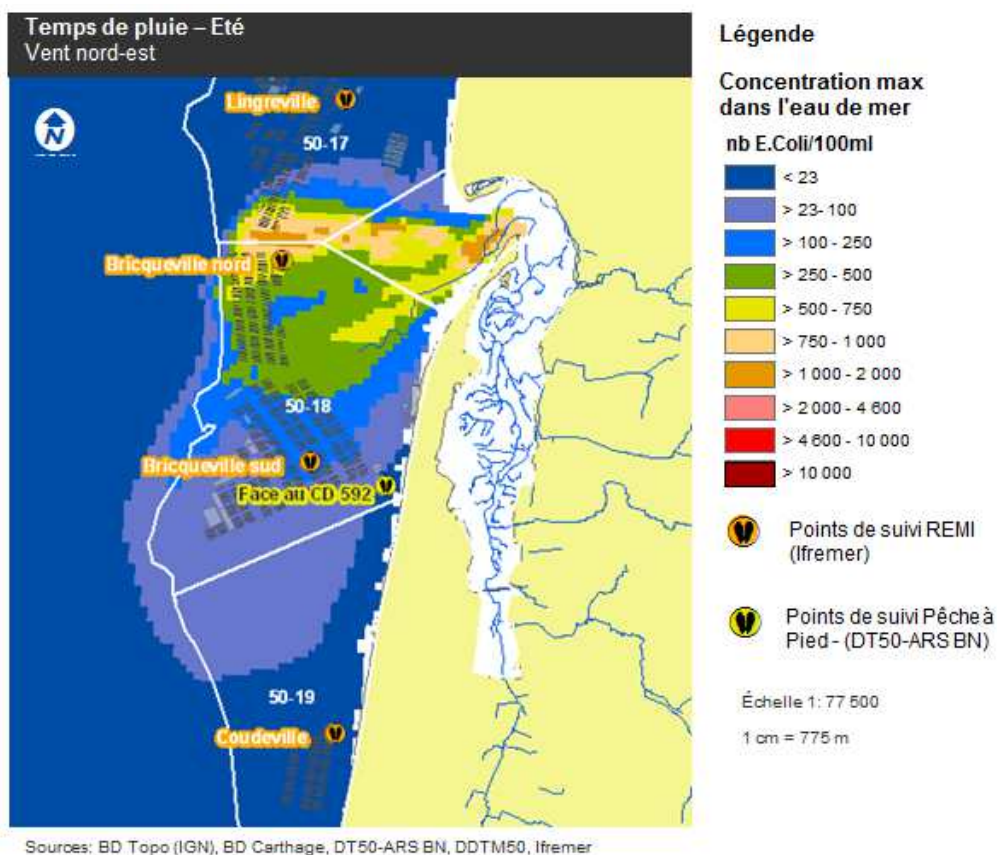 Temps de pluie – Eté
Vent nord-est
N
Lingreville
50-17
Bricqueville nord
50-18
Bricqueville sud
Face au CD 592
50-19
Coudeville
Légende
Concentration max
dans l'eau de mer
nb E.Coli/100ml
< 23
> 23- 100
> 100 - 250
> 250 - 500
> 500 - 750
> 750 - 1 000
> 1 000 - 2 000
> 2 000 - 4 600
> 4 600 - 10 000
> 10 000
Points de suivi REMI
(Ifremer)
Points de suivi Pêche à
Pied - (DT50-ARS BN)
Échelle 1: 77 500
1 cm = 775 m
Sources: BD Topo (IGN), BD Carthage, DT50-ARS BN, DDTM50, Ifremer